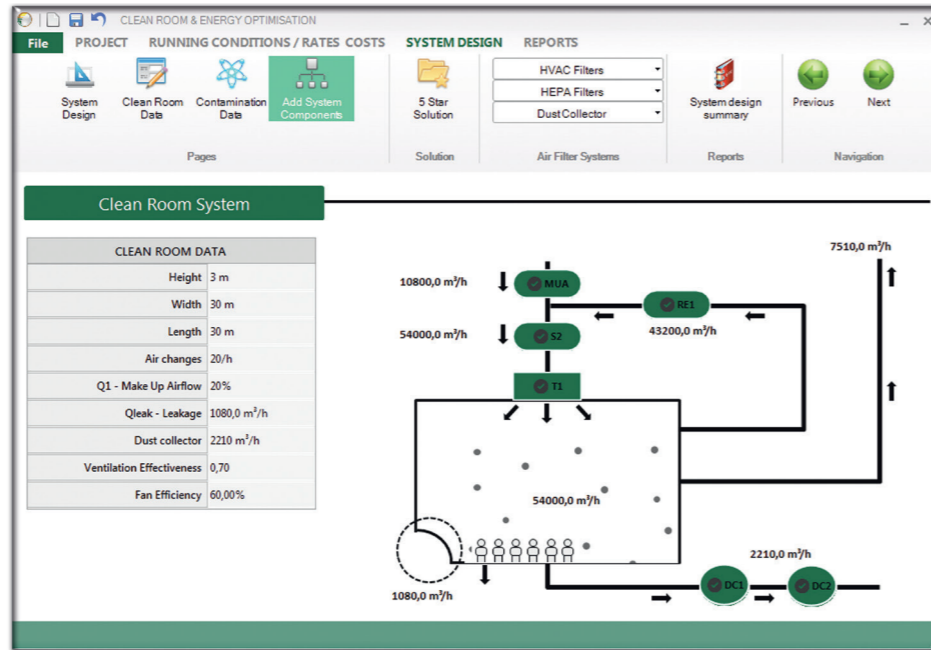 CLEAN ROOM & ENERGY OPTIMISATION
File PROJECT RUNNING CONDITIONS / RATES COSTS SYSTEM DESIGN REPORTS
System Design
Clean Room Data
Contamination Data
Add System Components
5 Star Solution
HVAC Filters
HEPA Filters
Dust Collector
System design summary
Previous
Next
Pages
Solution
Air Filter Systems
Reports
Navigation
Clean Room System
CLEAN ROOM DATA
Height 3 m
Width 30 m
Length 30 m
Air changes 20/h
Q1 - Make Up Airflow 20%
Qleak - Leakage 1080,0 m³/h
Dust collector 2210 m³/h
Ventilation Effectiveness 0,70
Fan Efficiency 60,00%
7510,0 m³/h
10800,0 m³/h
MUA
RE1
54000,0 m³/h
S2
43200,0 m³/h
T1
54000,0 m³/h
2210,0 m³/h
1080,0 m³/h
DC1
DC2